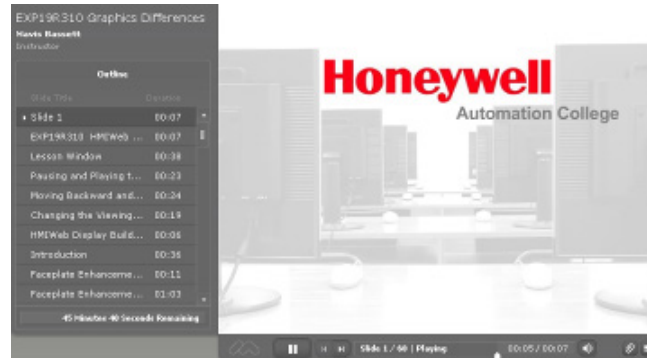 EXP19R310 Graphics Differences
Mavis Bassett
Instructor
Outline
Slide Title Duration
Slide 1 00:07
EXP19R310 HMIWeb ... 00:07
Lesson Window 00:38
Pausing and Playing t... 00:23
Moving Backward and... 00:24
Changing the Viewing... 00:19
HMIWeb Display Build... 00:06
Introduction 00:36
Faceplate Enhanceme... 00:11
Faceplate Enhanceme... 01:03
45 Minutes 40 Seconds Remaining
Honeywell
Automation College
Slide 1 / 60 | Playing
00:05 / 00:07